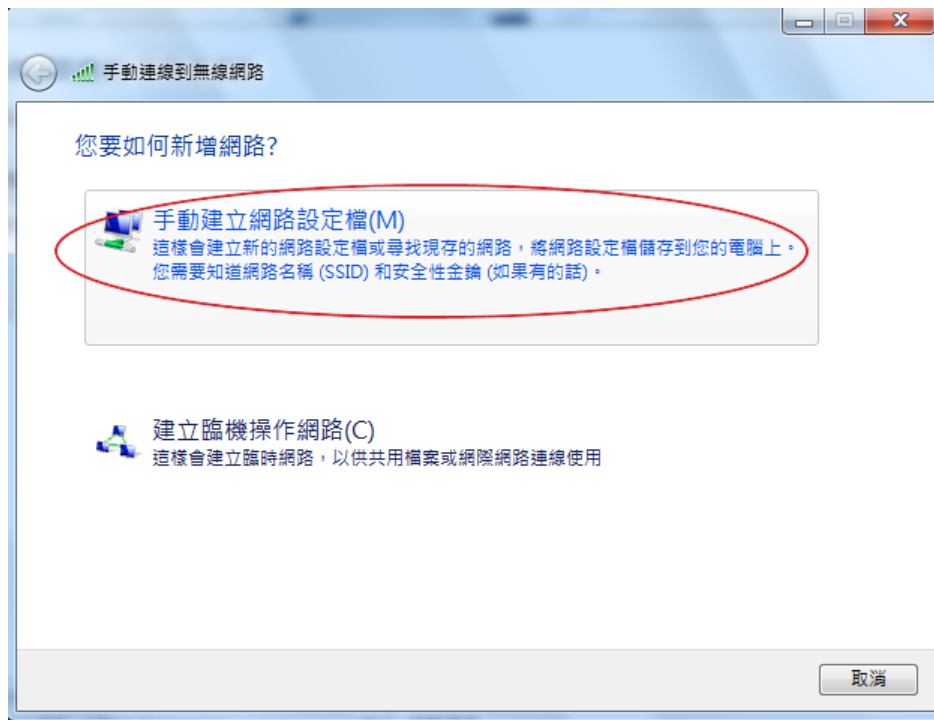 手動連線到無線網路
您要如何新增網路?
手動建立網路設定檔(M)
這樣會建立新的網路設定檔或尋找現存的網路，將網路設定檔儲存到您的電腦上。
您需要知道網路名稱 (SSID) 和安全性金鑰 (如果有的話)。
建立臨機操作網路(C)
這樣會建立臨時網路，以供共用檔案或網際網路連線使用
取消